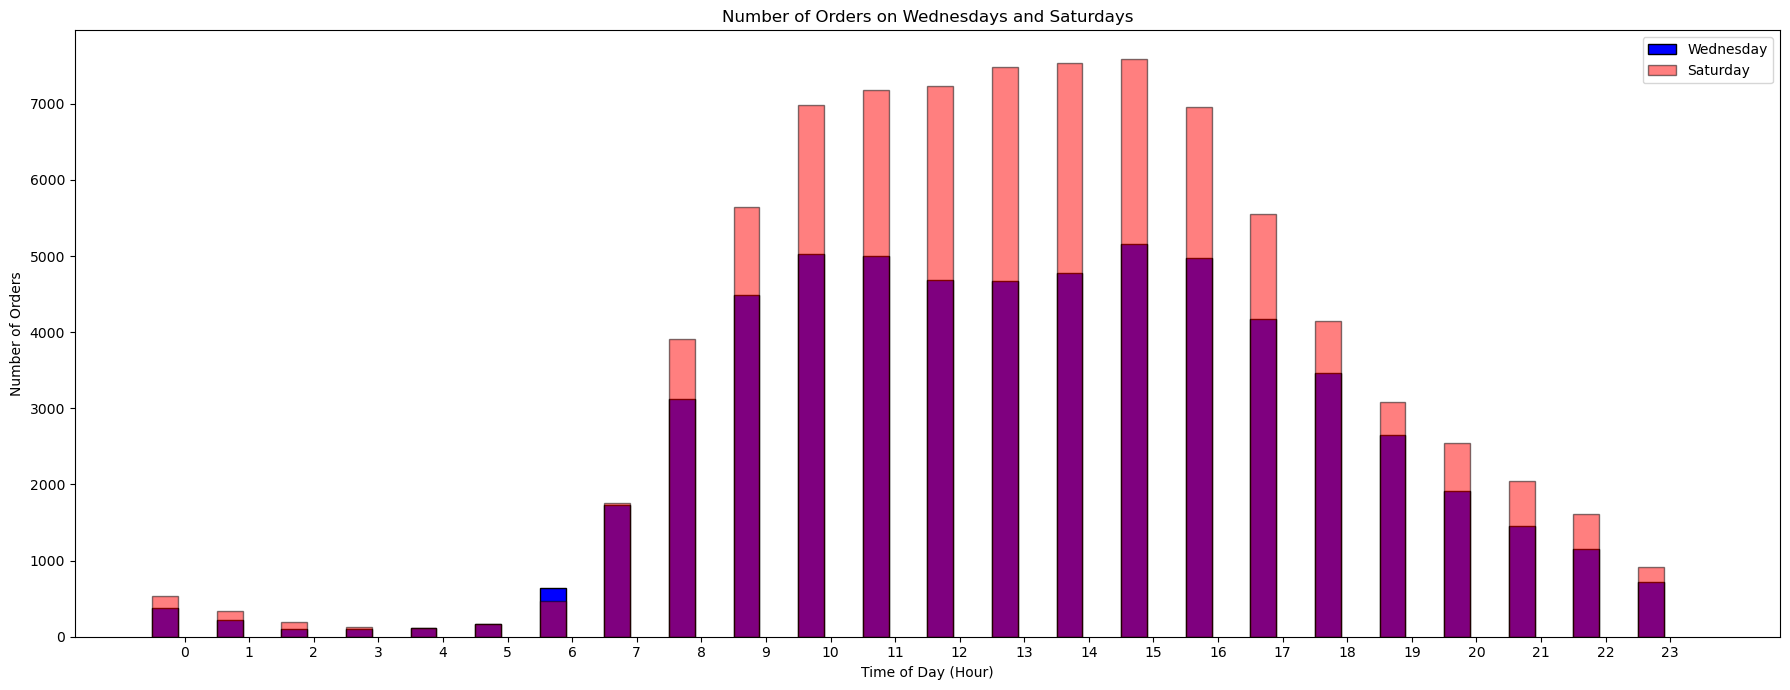 Number of Orders on Wednesdays and Saturdays
Wednesday
Saturday
Number of Orders
7000
6000
5000
4000
3000
2000
1000
0
0 1 2 3 4 5 6 7 8 9 10 11 12 13 14 15 16 17 18 19 20 21 22 23
Time of Day (Hour)